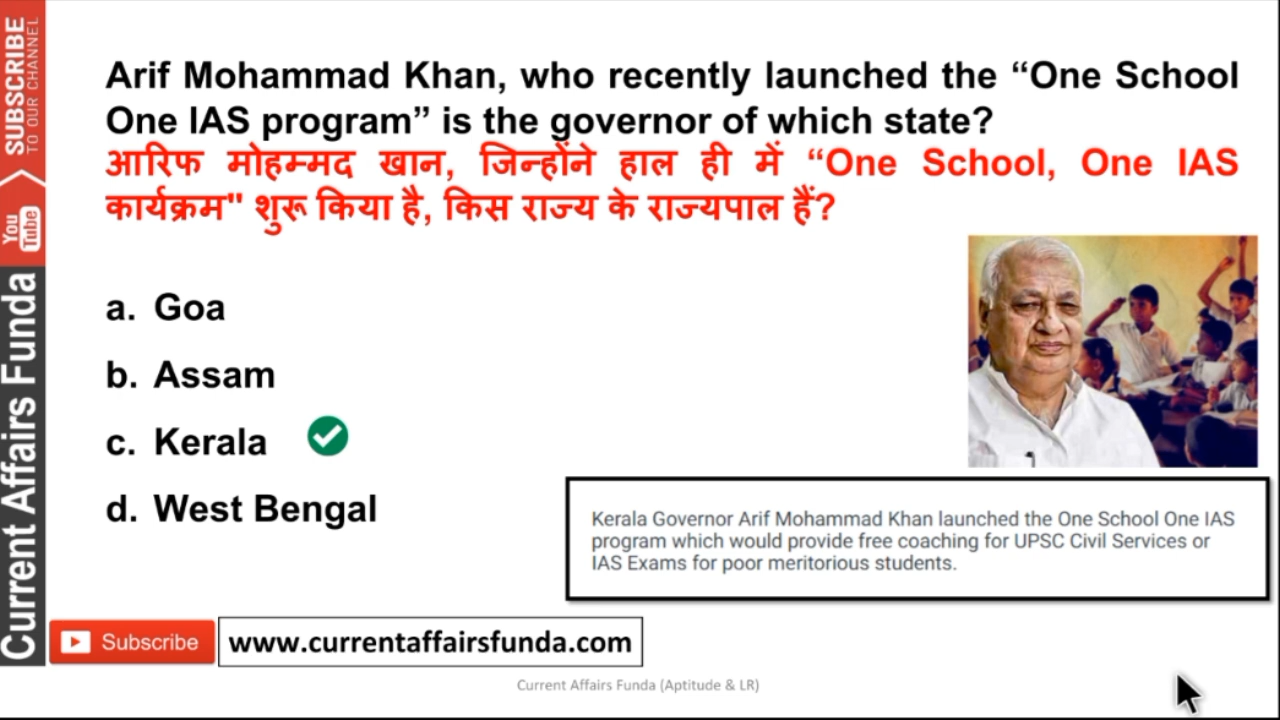 SUBSCRIBE
TO OUR CHANNEL
You
Tube
Current Affairs Funda
Arif Mohammad Khan, who recently launched the “One School
One IAS program” is the governor of which state?
आरिफ मोहम्मद खान, जिन्होंने हाल ही में “One School, One IAS
कार्यक्रम" शुरू किया है, किस राज्य के राज्यपाल हैं?
a. Goa
b. Assam
c. Kerala
d. West Bengal
Kerala Governor Arif Mohammad Khan launched the One School One IAS
program which would provide free coaching for UPSC Civil Services or
IAS Exams for poor meritorious students.
Subscribe
www.currentaffairsfunda.com
Current Affairs Funda (Aptitude & LR)